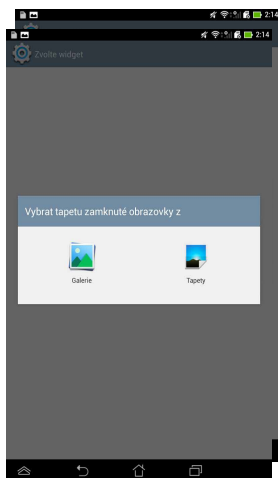 2:14
2:14
Zvolte widget
Vybrat tapetu zamknuté obrazovky z
Galerie Tapety